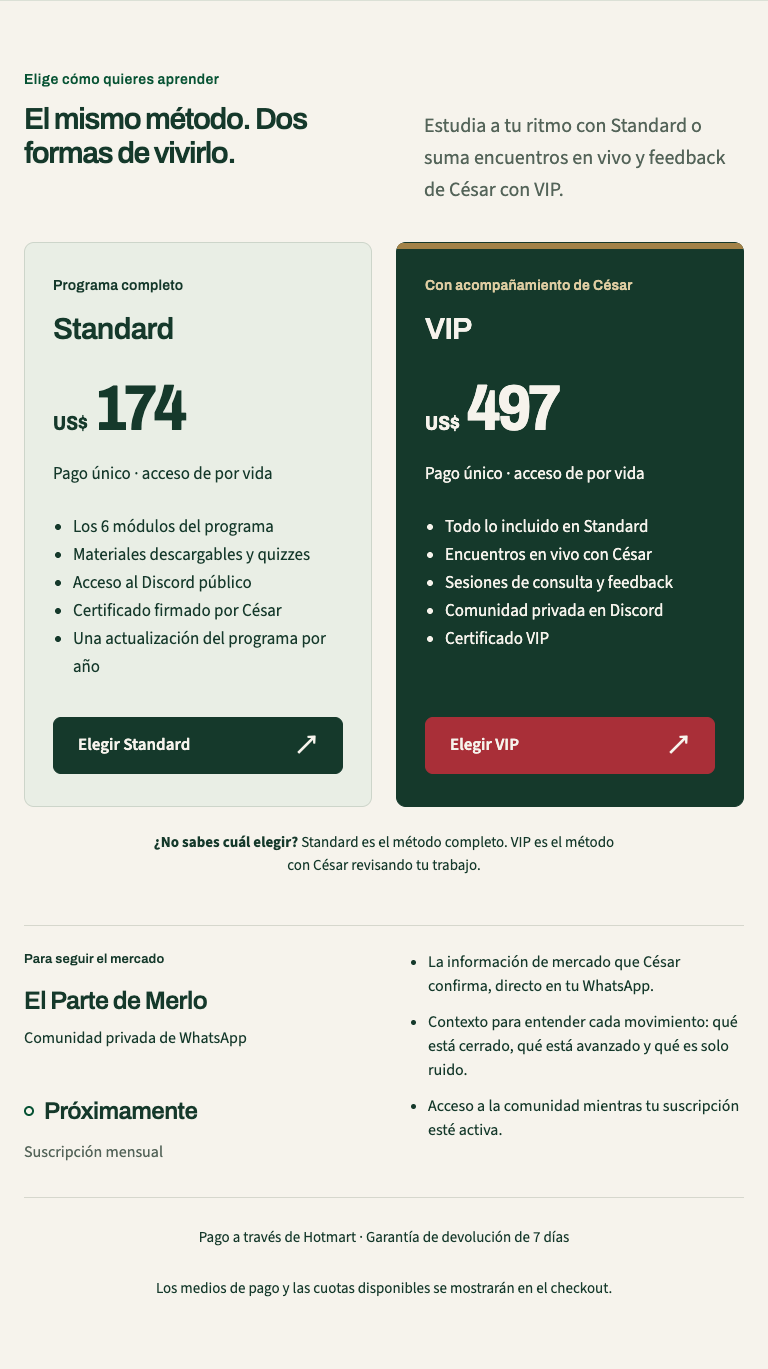 Elige cómo quieres aprender
El mismo método. Dos
formas de vivirlo.
Estudia a tu ritmo con Standard o
suma encuentros en vivo y feedback
de César con VIP.
Programa completo
Standard
US$ 174
Pago único · acceso de por vida
• Los 6 módulos del programa
• Materiales descargables y quizzes
• Acceso al Discord público
• Certificado firmado por César
• Una actualización del programa por
año
Elegir Standard ↗
Con acompañamiento de César
VIP
US$ 497
Pago único · acceso de por vida
• Todo lo incluido en Standard
• Encuentros en vivo con César
• Sesiones de consulta y feedback
• Comunidad privada en Discord
• Certificado VIP
Elegir VIP ↗
¿No sabes cuál elegir? Standard es el método completo. VIP es el método
con César revisando tu trabajo.
Para seguir el mercado
El Parte de Merlo
Comunidad privada de WhatsApp
Próximamente
Suscripción mensual
• La información de mercado que César
confirma, directo en tu WhatsApp.
• Contexto para entender cada movimiento: qué
está cerrado, qué está avanzado y qué es solo
ruido.
• Acceso a la comunidad mientras tu suscripción
esté activa.
Pago a través de Hotmart · Garantía de devolución de 7 días
Los medios de pago y las cuotas disponibles se mostrarán en el checkout.